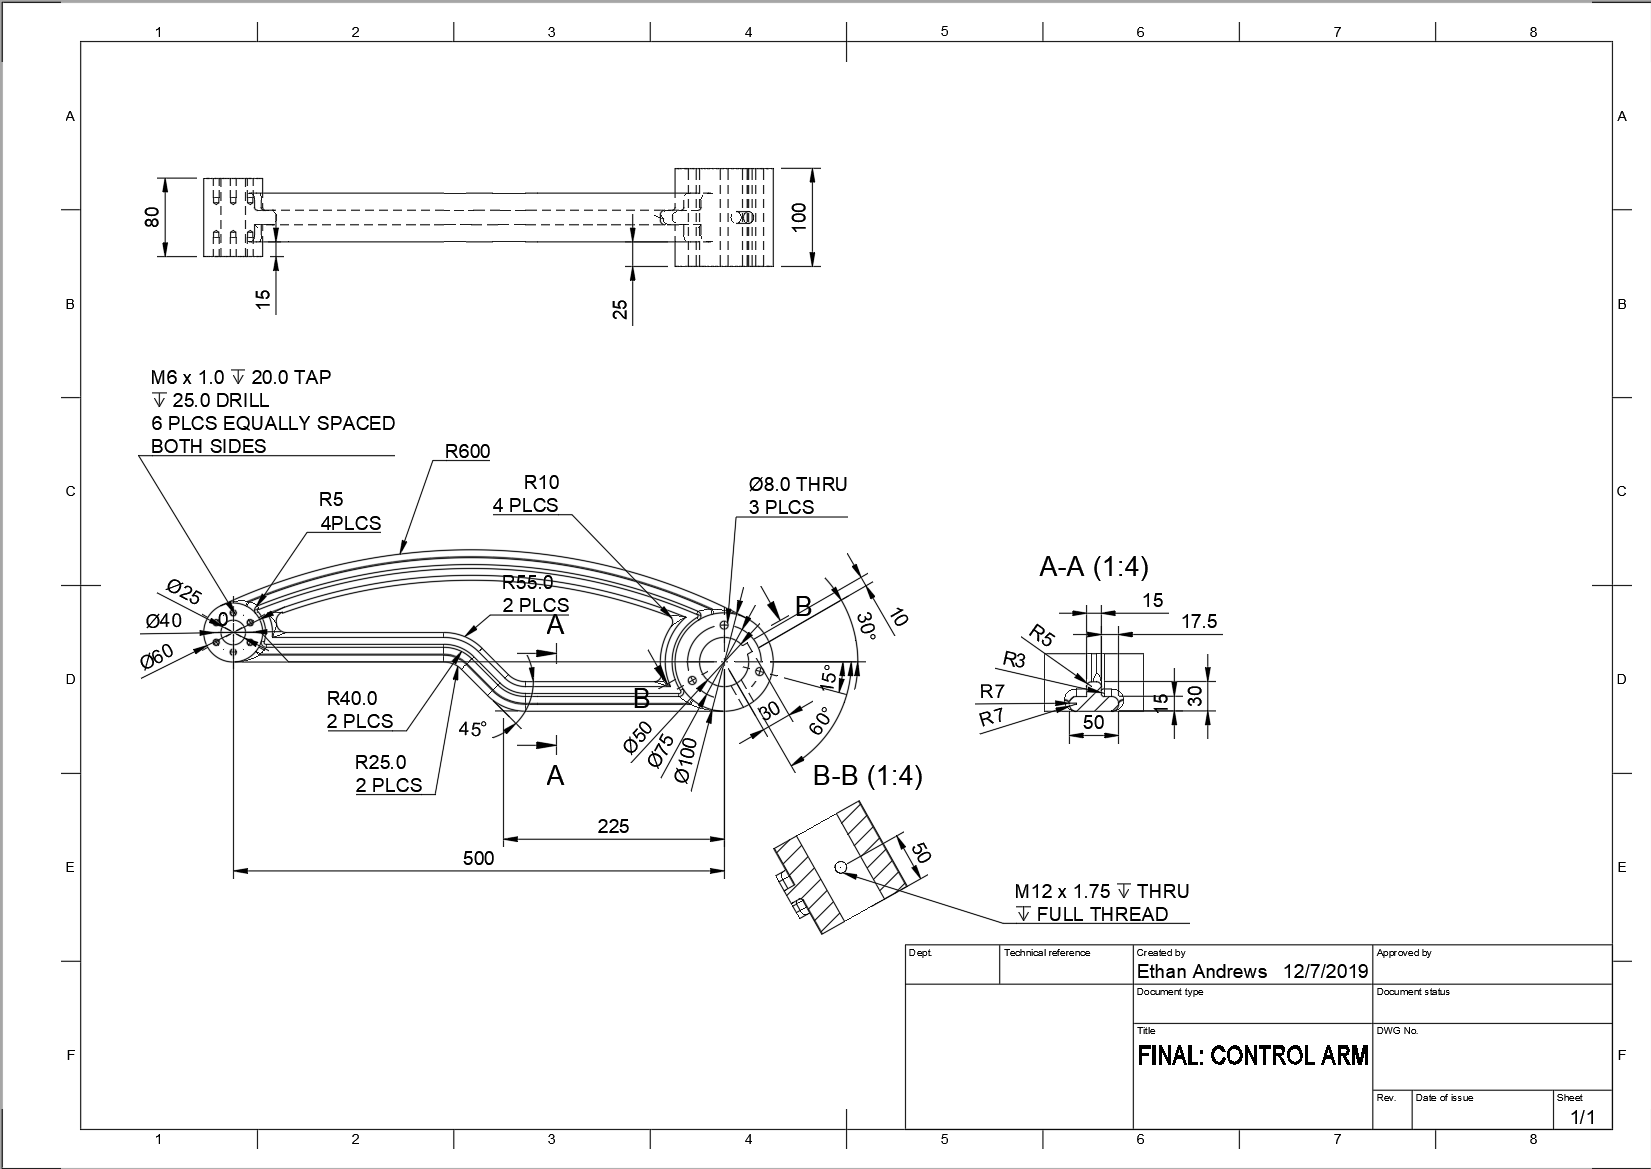 1 2 3 4 5 6 7 8
A A
B B
C C
D D
E E
F F
80
15
25
100
M6 x 1.0 ↧ 20.0 TAP
↧ 25.0 DRILL
6 PLCS EQUALLY SPACED
BOTH SIDES
R600
R5
4PLCS
R10
4 PLCS
Ø8.0 THRU
3 PLCS
R55.0
2 PLCS
Ø25
Ø40
Ø60
0
A
B
10
30°
15°
60°
30
B
R40.0
2 PLCS
R25.0
2 PLCS
45°
A
Ø50
Ø75
Ø100
225
500
A-A (1:4)
15
17.5
R5
R3
R7
R7
50
15
30
B-B (1:4)
50
M12 x 1.75 ↧ THRU
↧ FULL THREAD
Dept.
Technical reference
Created by
Ethan Andrews 12/7/2019
Approved by
Document type
Document status
Title
FINAL: CONTROL ARM
DWG No.
Rev.
Date of issue
Sheet
1/1
1 2 3 4 5 6 7 8